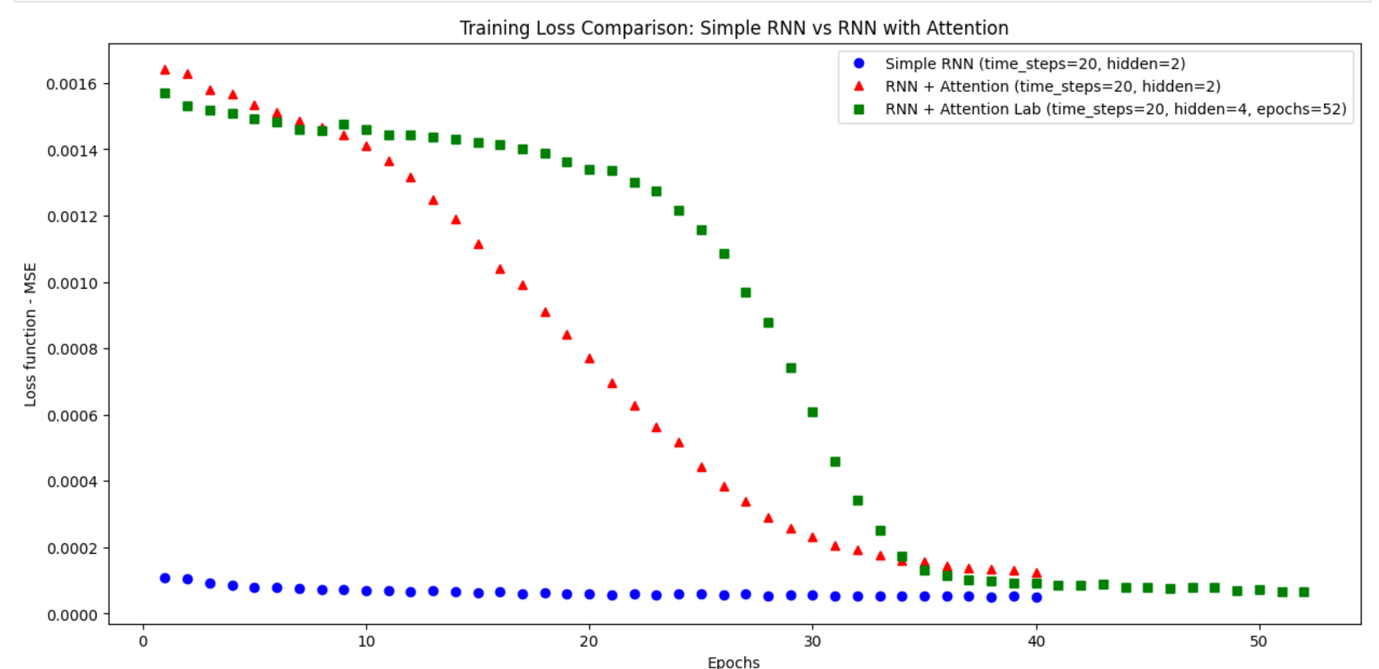 Training Loss Comparison: Simple RNN vs RNN with Attention
Simple RNN (time_steps=20, hidden=2)
RNN + Attention (time_steps=20, hidden=2)
RNN + Attention Lab (time_steps=20, hidden=4, epochs=52)
Loss function - MSE
0.0016
0.0014
0.0012
0.0010
0.0008
0.0006
0.0004
0.0002
0.0000
0 10 20 30 40 50
Epochs